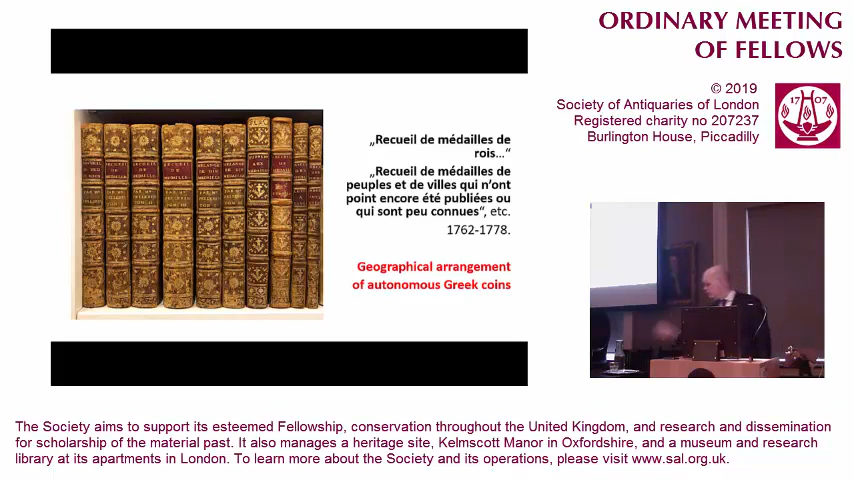 ORDINARY MEETING
OF FELLOWS
© 2019
Society of Antiquaries of London
Registered charity no 207237
Burlington House, Piccadilly
17 07
„Recueil de médailles de
rois...“
„Recueil de médailles de
peuples et de villes qui n’ont
point encore été publiées ou
qui sont peu connues“, etc.
1762-1778.
Geographical arrangement
of autonomous Greek coins
The Society aims to support its esteemed Fellowship, conservation throughout the United Kingdom, and research and dissemination
for scholarship of the material past. It also manages a heritage site, Kelmscott Manor in Oxfordshire, and a museum and research
library at its apartments in London. To learn more about the Society and its operations, please visit www.sal.org.uk.